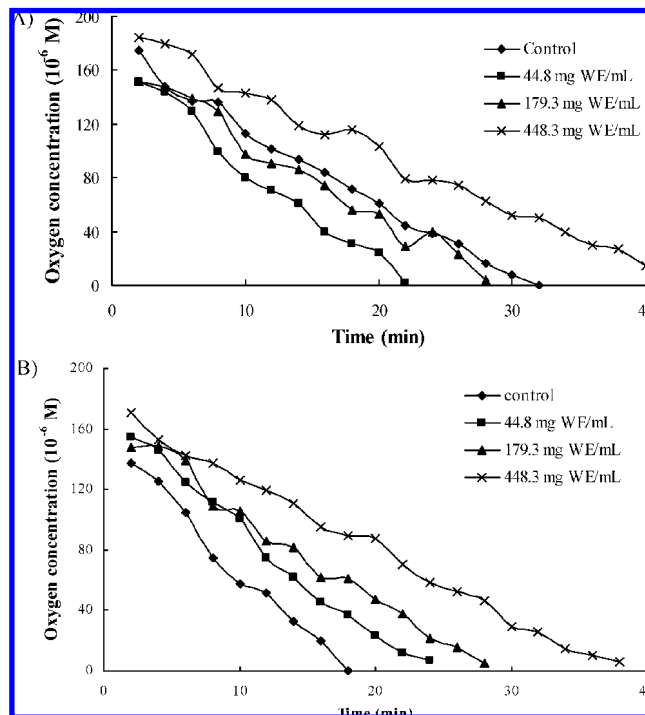 A)
Oxygen concentration (10⁻⁶ M)
200
160
120
80
40
0
Control
44.8 mg WE/mL
179.3 mg WE/mL
448.3 mg WE/mL
0 10 20 30
Time (min)
B)
Oxygen concentration (10⁻⁶ M)
200
160
120
80
40
0
control
44.8 mg WE/mL
179.3 mg WE/mL
448.3 mg WE/mL
0 10 20 30
Time (min)